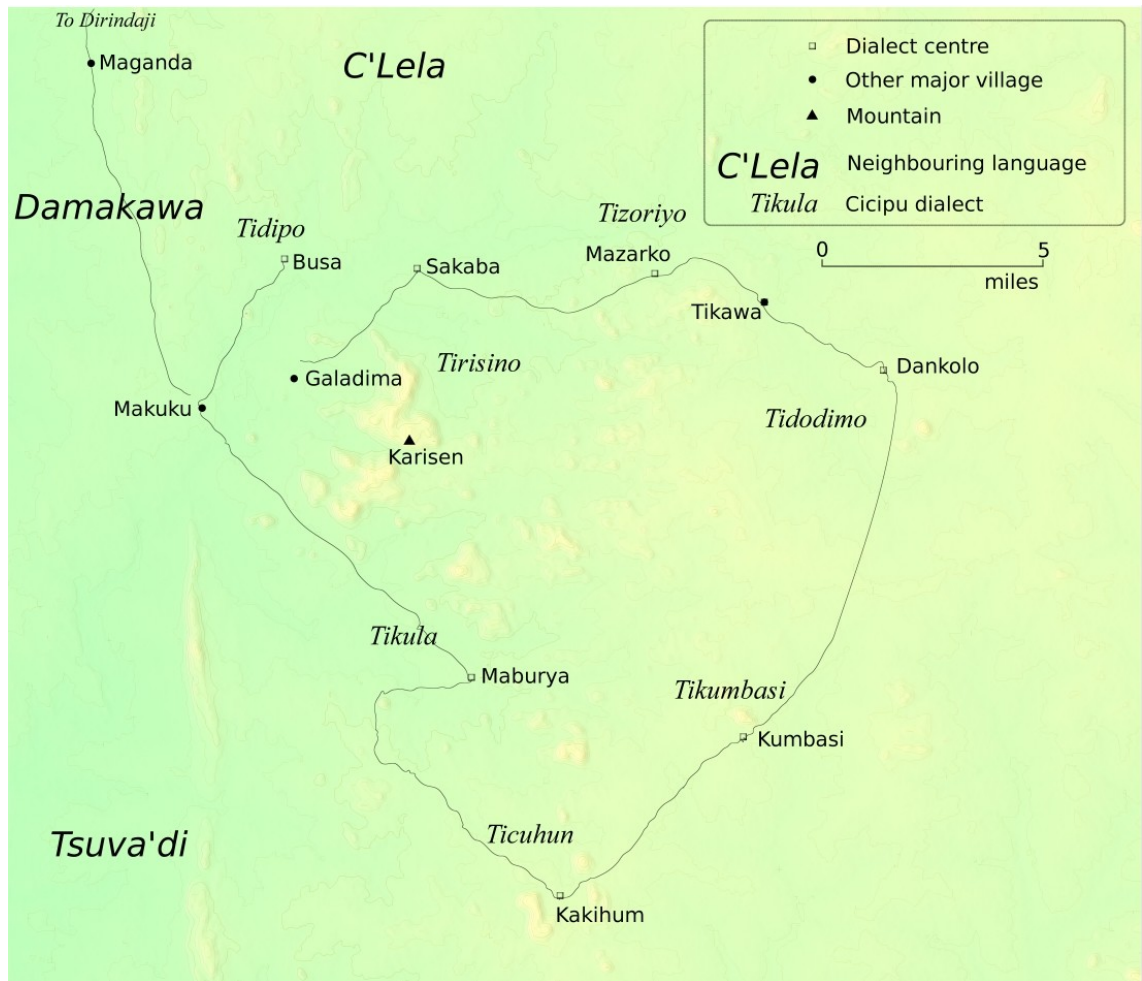 To Dirindaji
Maganda
C'Lela
Dialect centre
Other major village
Mountain
C'Lela Neighbouring language
Tikula Cicipu dialect
Damakawa
Tidipo
Busa
Sakaba
Tizoriyo
Mazarko
0 5
miles
Tikawa
Tirisino
Galadima
Dankolo
Makuku
Tidodimo
Karisen
Tikula
Maburya
Tikumbasi
Kumbasi
Tsuva'di
Ticuhun
Kakihum